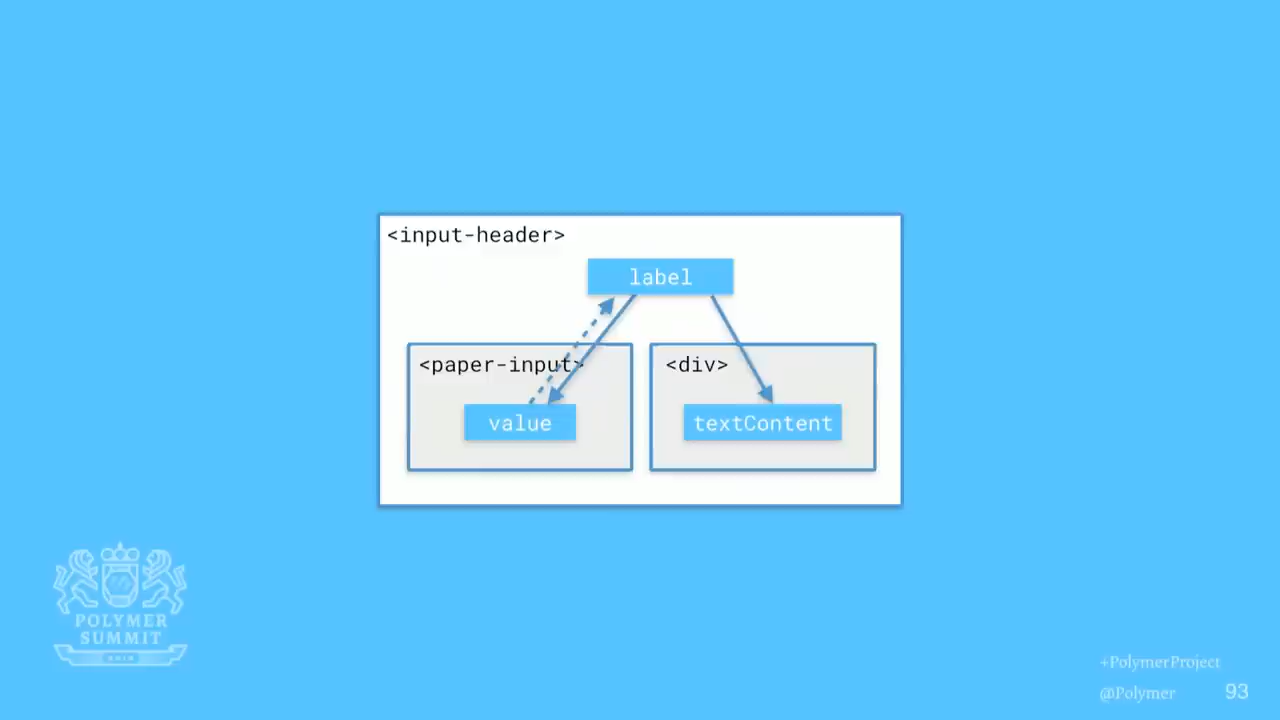 <input-header>
label
<paper-input>
<div>
value
textContent
POLYMER
SUMMIT
+PolymerProject
@Polymer
93